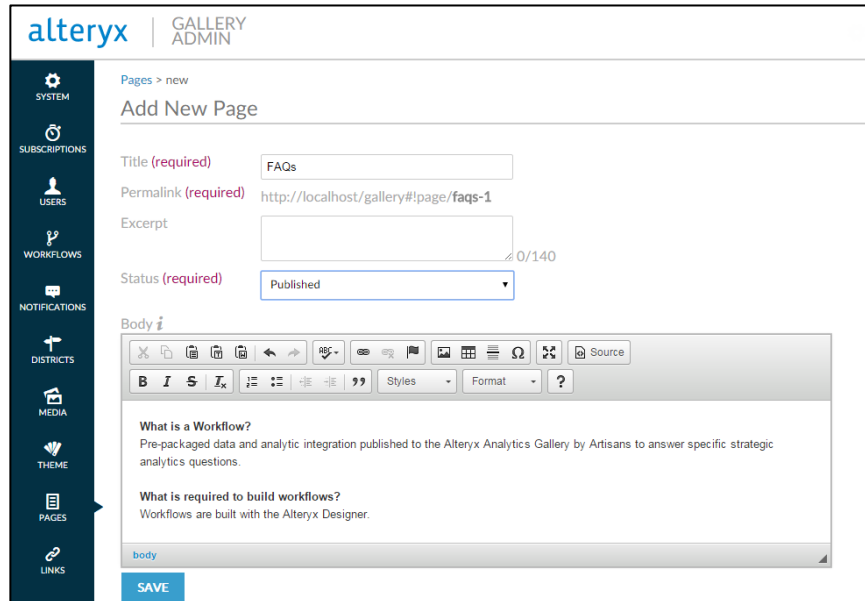 alteryx
GALLERY
ADMIN
SYSTEM
SUBSCRIPTIONS
USERS
WORKFLOWS
NOTIFICATIONS
DISTRICTS
MEDIA
THEME
PAGES
LINKS
Pages > new
Add New Page
Title (required)
FAQs
Permalink (required) http://localhost/gallery#!page/faqs-1
Excerpt
0/140
Status (required)
Published
Body i
ABC
Ω
Source
B I S Ix
Styles
Format
?
What is a Workflow?
Pre-packaged data and analytic integration published to the Alteryx Analytics Gallery by Artisans to answer specific strategic
analytics questions.
What is required to build workflows?
Workflows are built with the Alteryx Designer.
body
SAVE